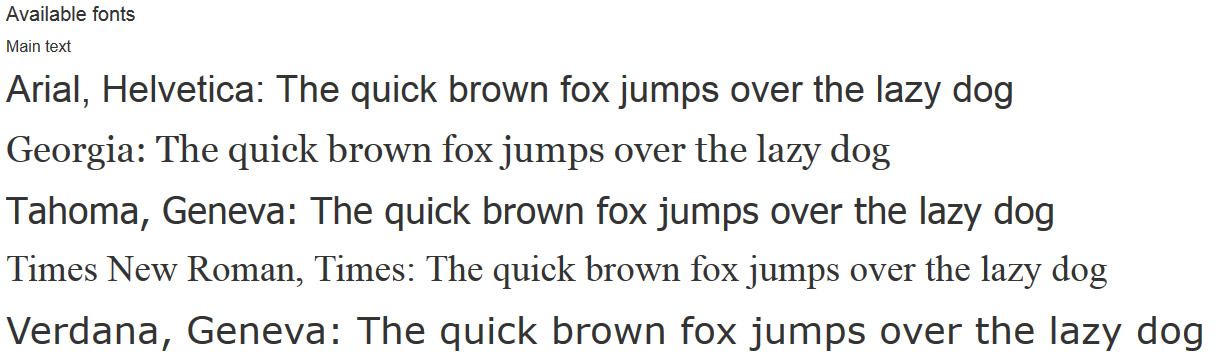 Available fonts
Main text
Arial, Helvetica: The quick brown fox jumps over the lazy dog
Georgia: The quick brown fox jumps over the lazy dog
Tahoma, Geneva: The quick brown fox jumps over the lazy dog
Times New Roman, Times: The quick brown fox jumps over the lazy dog
Verdana, Geneva: The quick brown fox jumps over the lazy dog